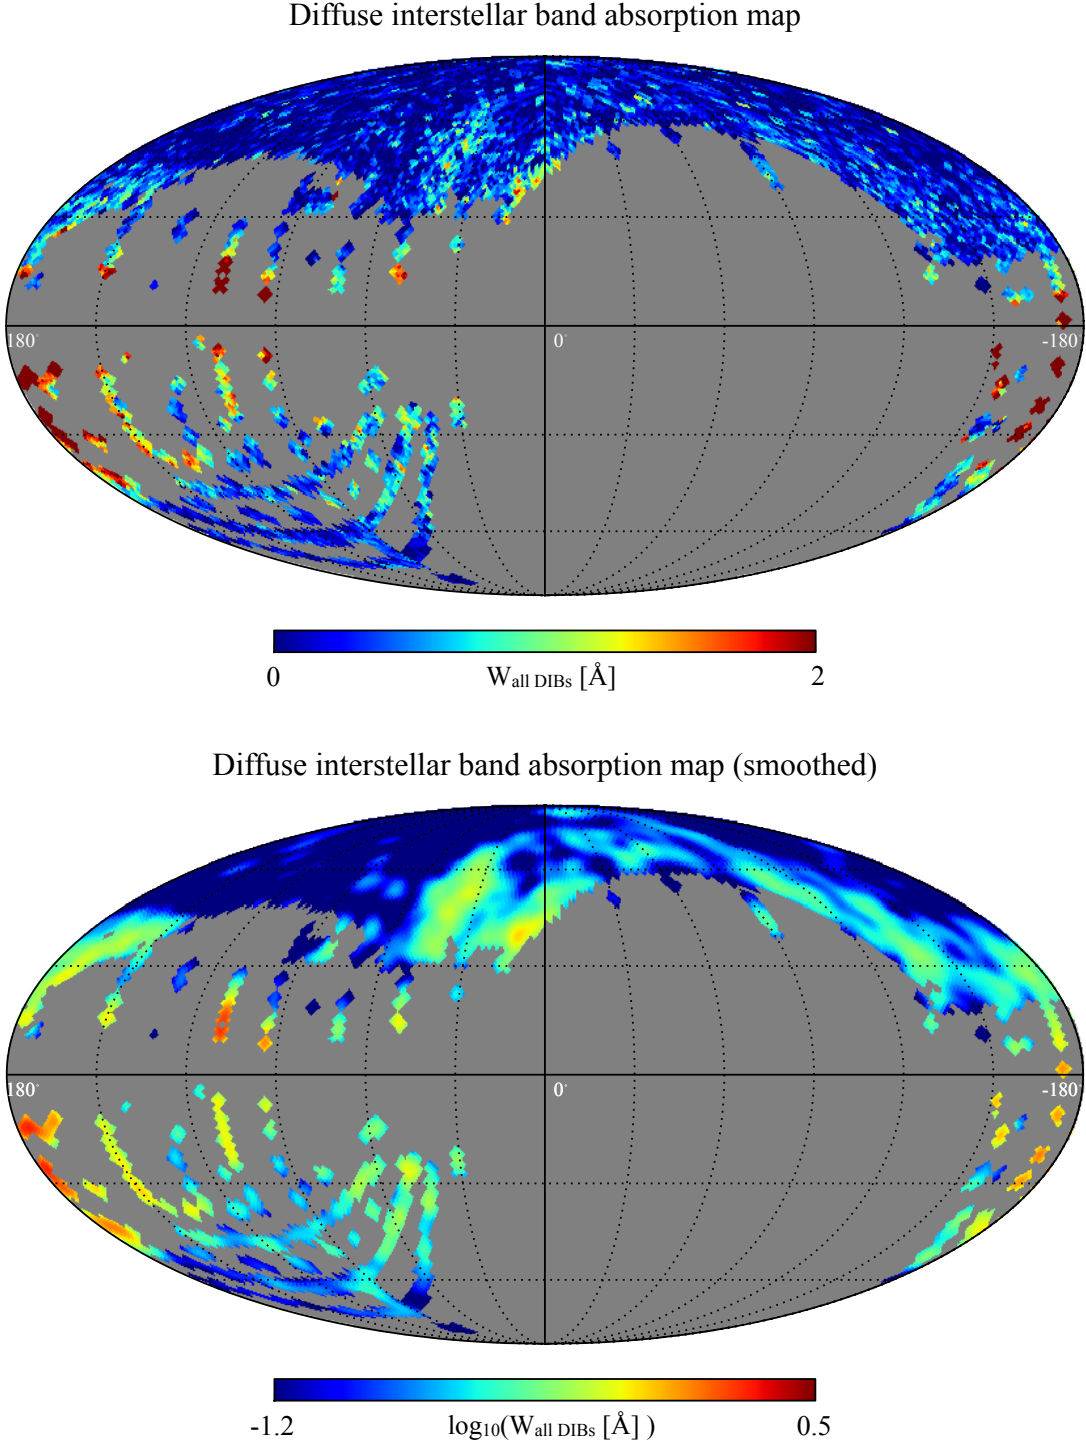 Diffuse interstellar band absorption map
180°
0°
-180°
0
W all DIBs [Å]
2
Diffuse interstellar band absorption map (smoothed)
180°
0°
-180°
-1.2
log10(W all DIBs [Å] )
0.5